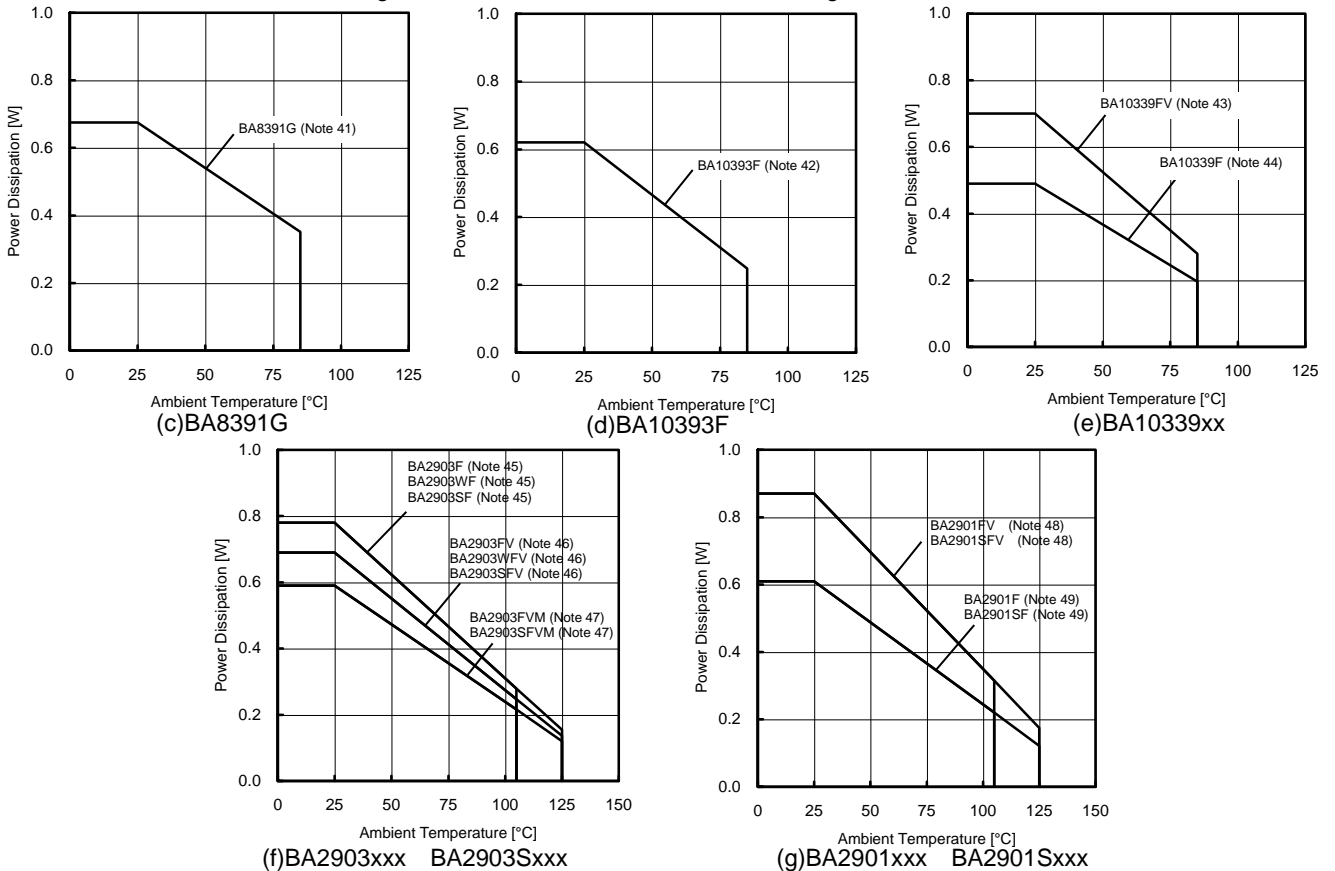 1.0
0.8
0.6
0.4
0.2
0.0
Power Dissipation [W]
BA8391G (Note 41)
0 25 50 75 100 125
Ambient Temperature [°C]
(c)BA8391G
1.0
0.8
0.6
0.4
0.2
0.0
Power Dissipation [W]
BA10393F (Note 42)
0 25 50 75 100 125
Ambient Temperature [°C]
(d)BA10393F
1.0
0.8
0.6
0.4
0.2
0.0
Power Dissipation [W]
BA10339FV (Note 43)
BA10339F (Note 44)
0 25 50 75 100 125
Ambient Temperature [°C]
(e)BA10339xx
1.0
0.8
0.6
0.4
0.2
0.0
Power Dissipation [W]
BA2903F (Note 45)
BA2903WF (Note 45)
BA2903SF (Note 45)
BA2903FV (Note 46)
BA2903WFV (Note 46)
BA2903SFV (Note 46)
BA2903FVM (Note 47)
BA2903SFVM (Note 47)
0 25 50 75 100 125 150
Ambient Temperature [°C]
(f)BA2903xxx BA2903Sxxx
1.0
0.8
0.6
0.4
0.2
0.0
Power Dissipation [W]
BA2901FV (Note 48)
BA2901SFV (Note 48)
BA2901F (Note 49)
BA2901SF (Note 49)
0 25 50 75 100 125 150
Ambient Temperature [°C]
(g)BA2901xxx BA2901Sxxx